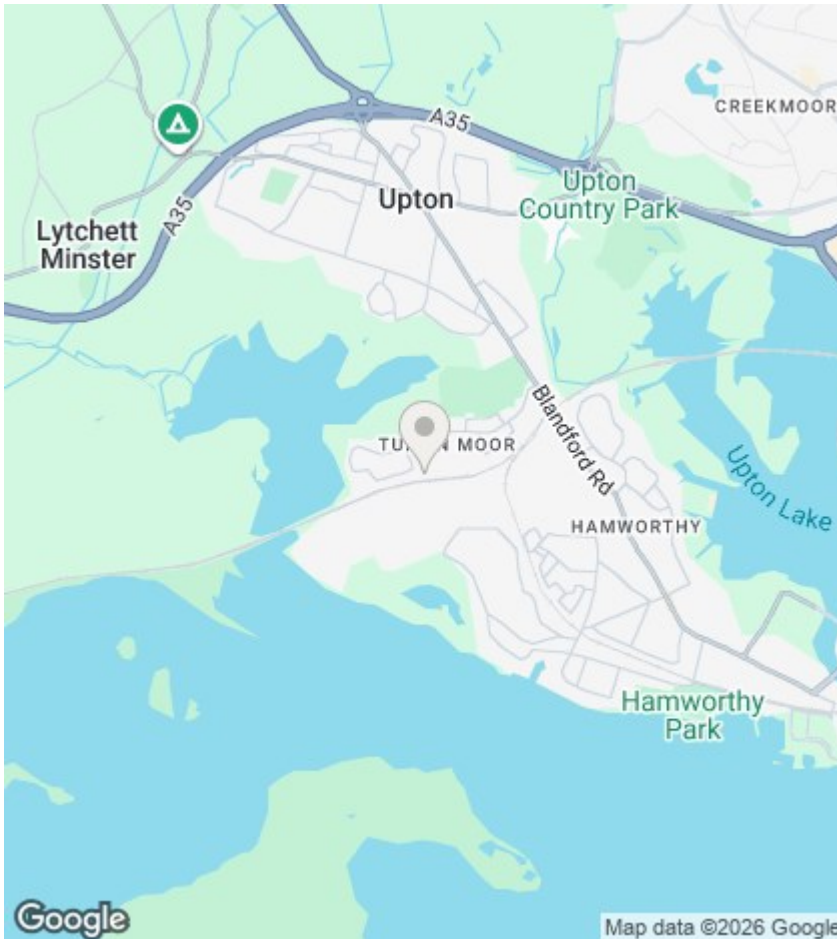 A35
CREEKMOOR
A35
Upton
Country Park
Upton
Lytchett
Minster
Blandford Rd
MOOR
Upton Lake
HAMWORTHY
Hamworthy
Park
Google
Map data ©2026 Google